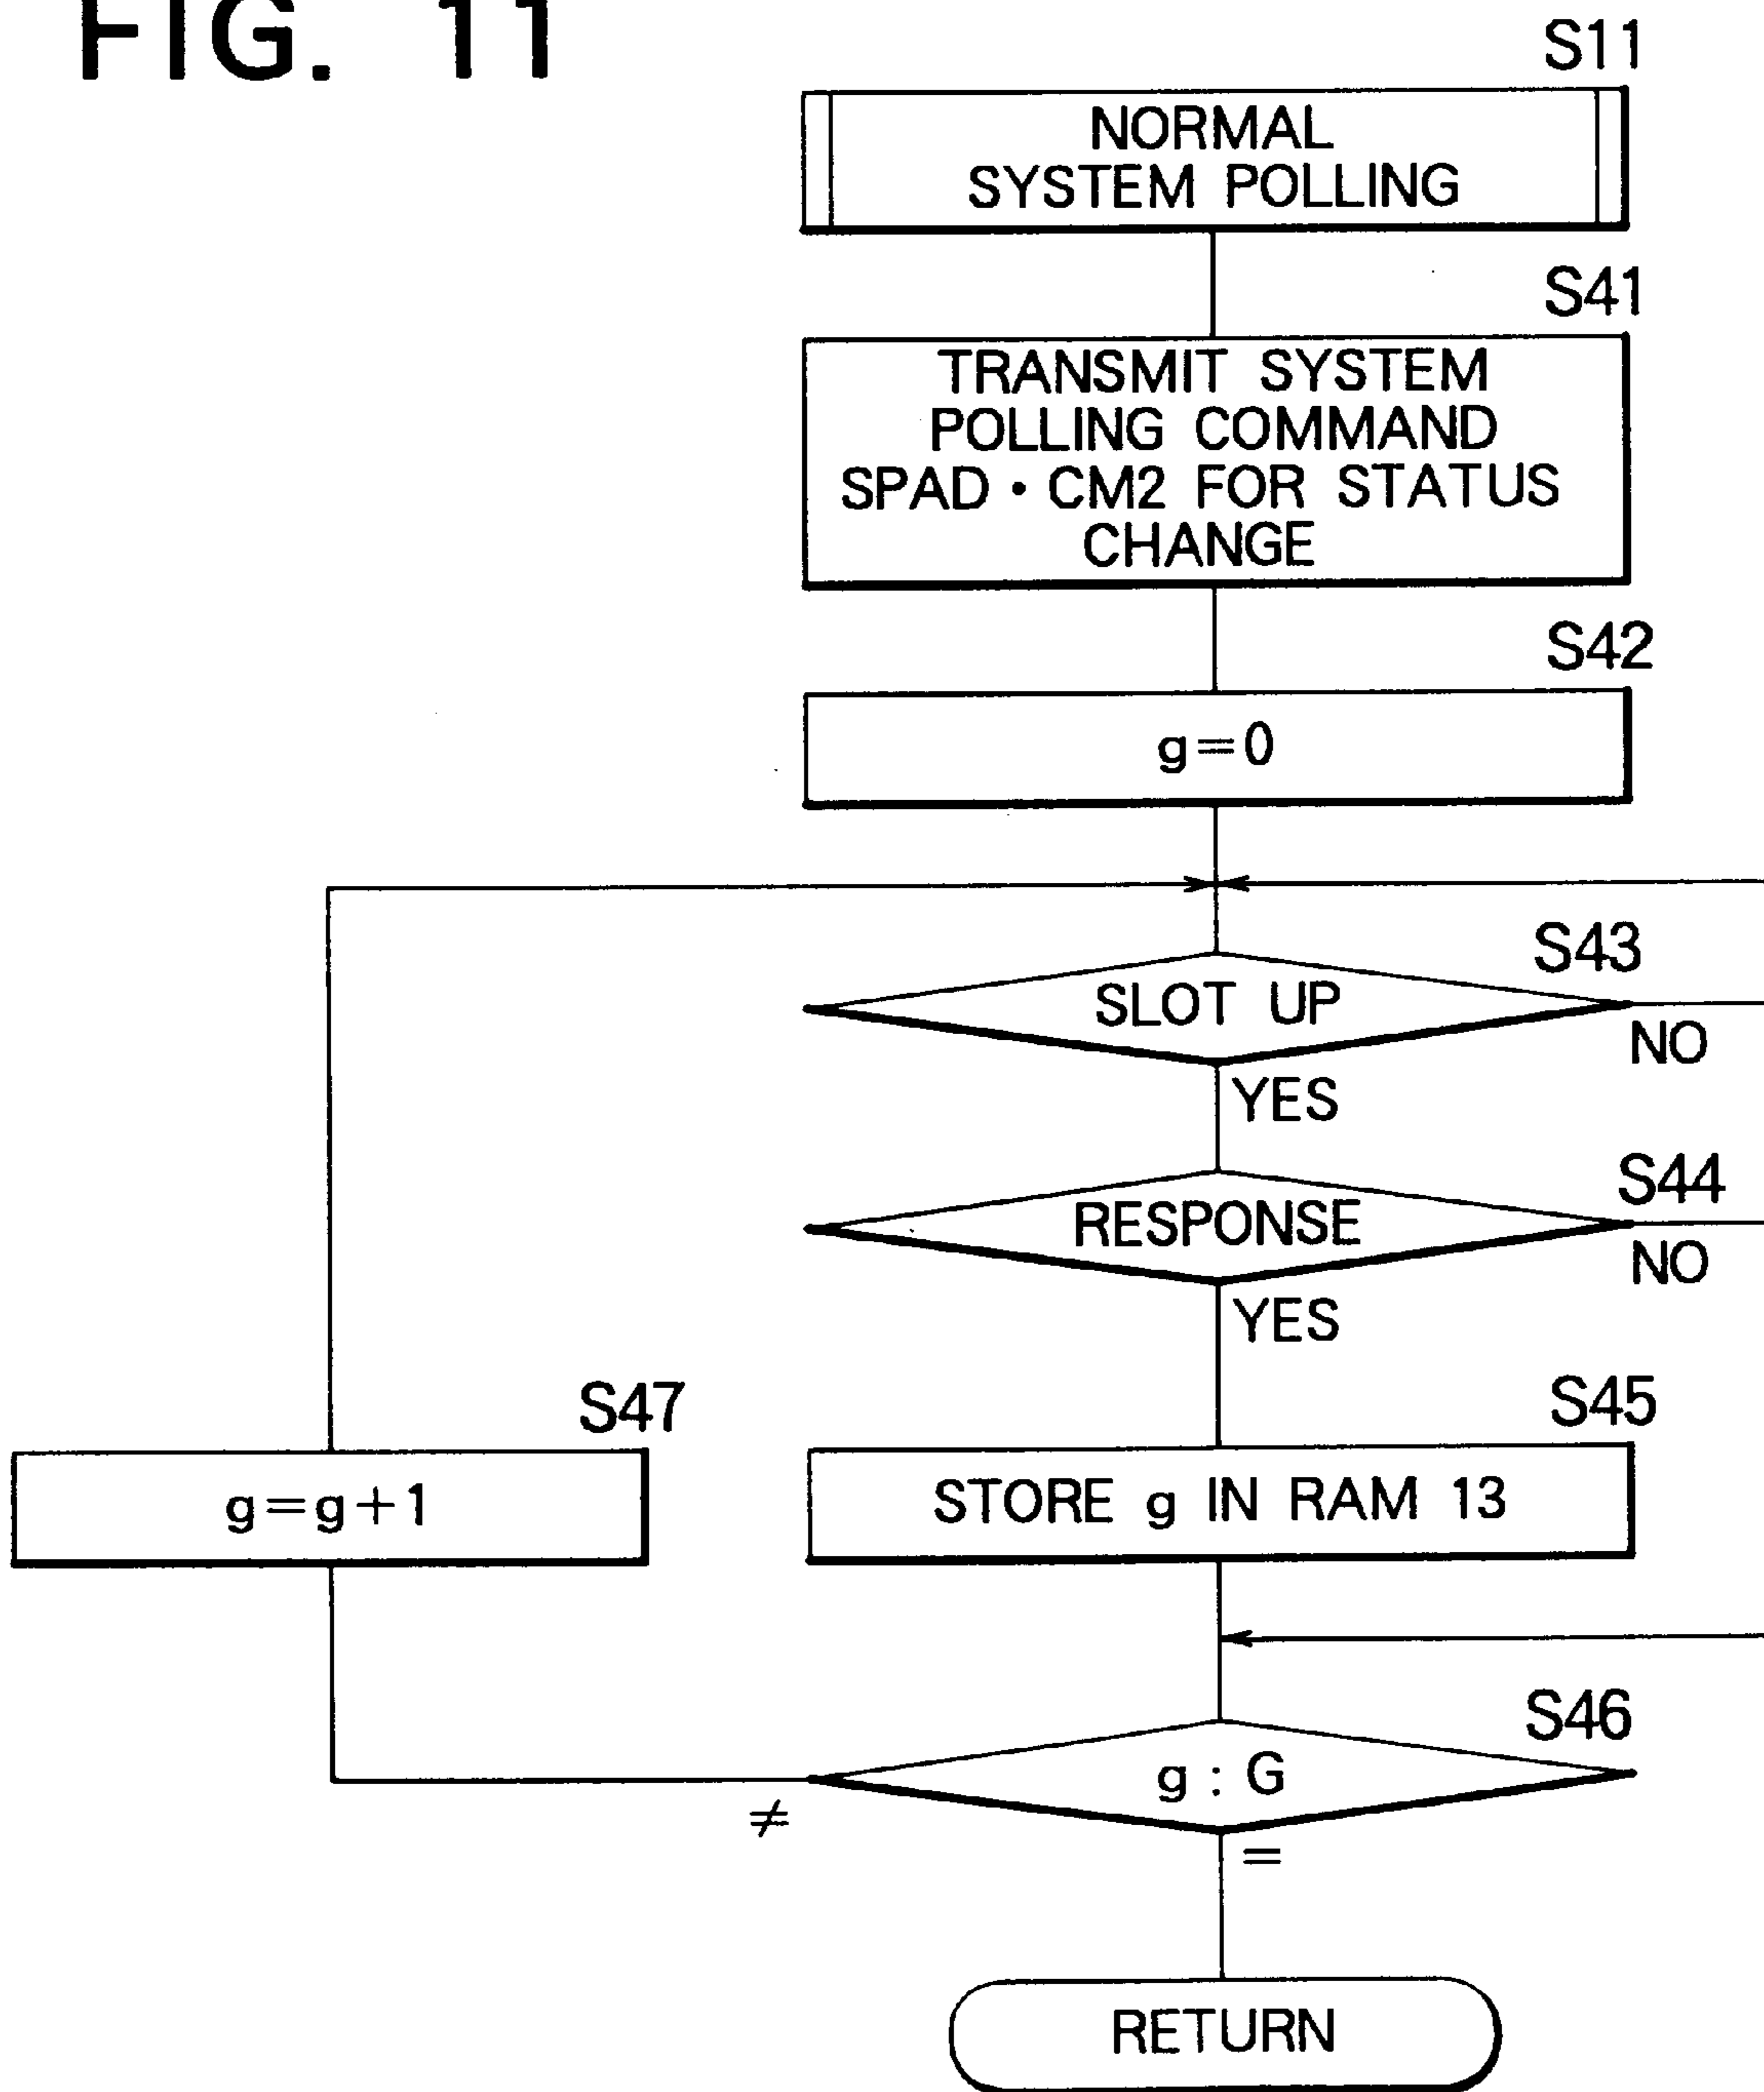 FIG. 11
S11
NORMAL
SYSTEM POLLING
S41
TRANSMIT SYSTEM
POLLING COMMAND
SPAD・CM2 FOR STATUS
CHANGE
S42
g=0
S43
SLOT UP
NO
YES
S44
RESPONSE
NO
YES
S47
g=g+1
S45
STORE g IN RAM 13
S46
g : G
≠
=
RETURN